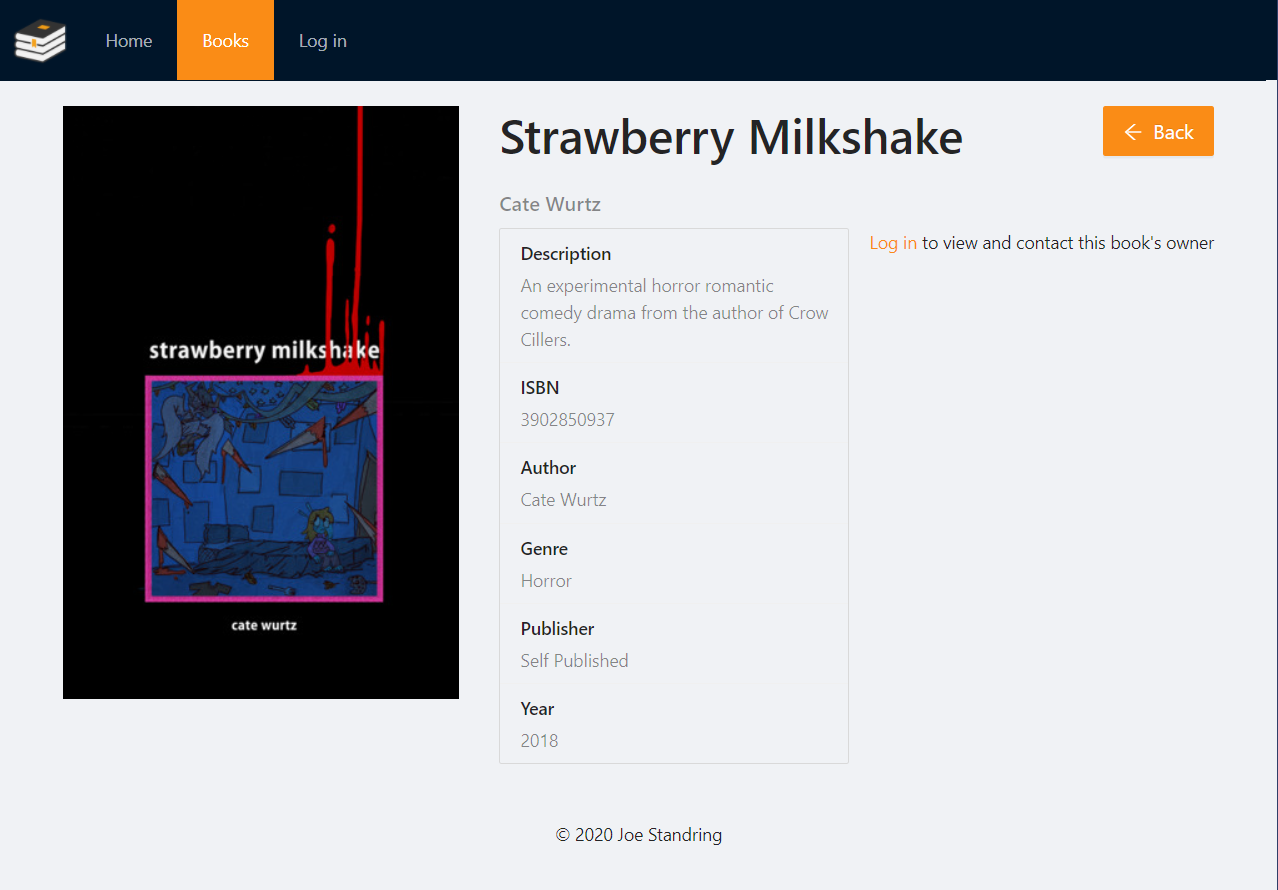 Home
Books
Log in
strawberry milkshake
cate wurtz
Strawberry Milkshake
Back
Cate Wurtz
Description
An experimental horror romantic
comedy drama from the author of Crow
Cillers.
ISBN
3902850937
Author
Cate Wurtz
Genre
Horror
Publisher
Self Published
Year
2018
Log in to view and contact this book's owner
© 2020 Joe Standring